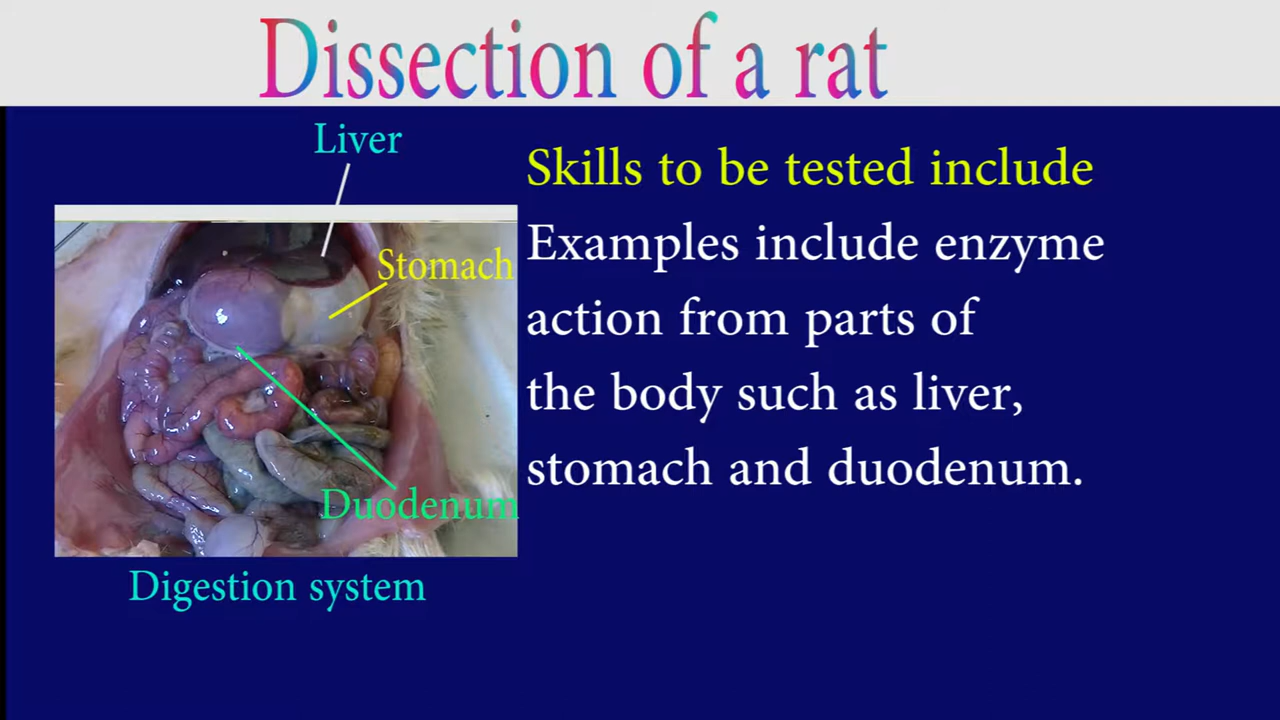 Dissection of a rat
Liver
Stomach
Duodenum
Digestion system
Skills to be tested include
Examples include enzyme
action from parts of
the body such as liver,
stomach and duodenum.